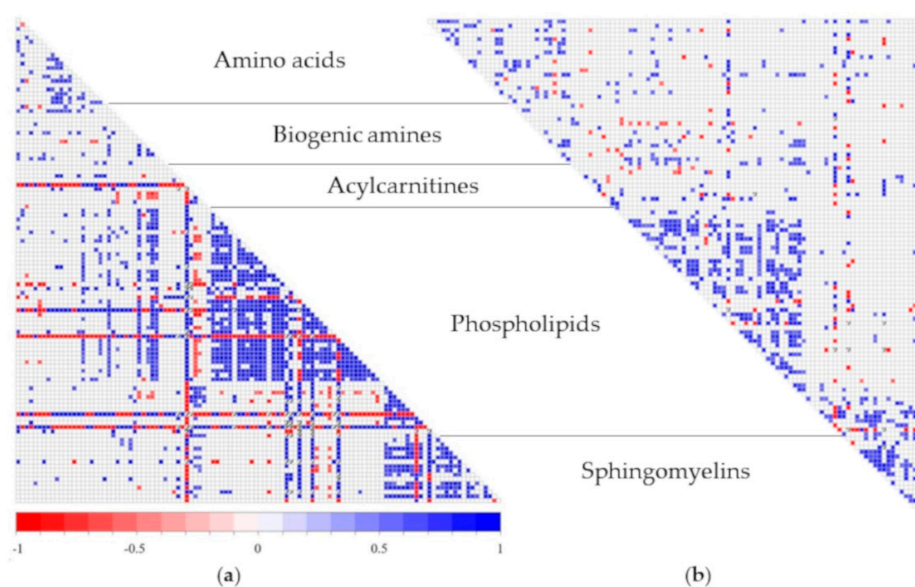 Amino acids
Biogenic amines
Acylcarnitines
Phospholipids
Sphingomyelins
-1 -0.5 0 0.5 1
(a) (b)